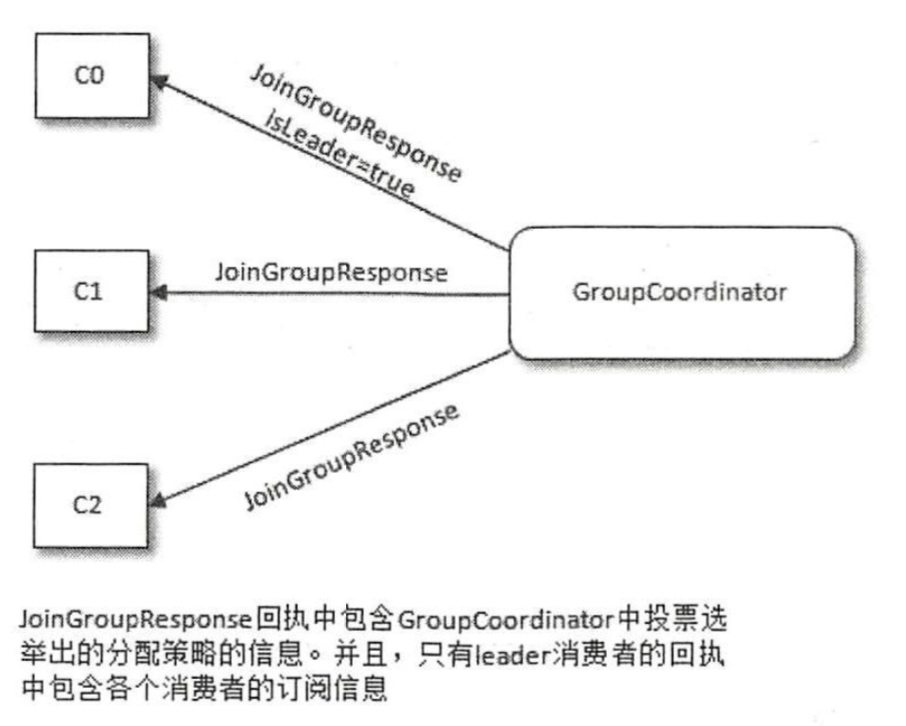 C0
JoinGroupResponse
isLeader=true
C1
JoinGroupResponse
GroupCoordinator
C2
JoinGroupResponse
JoinGroupResponse回执中包含GroupCoordinator中投票选
举出的分配策略的信息。并且，只有leader消费者的回执
中包含各个消费者的订阅信息